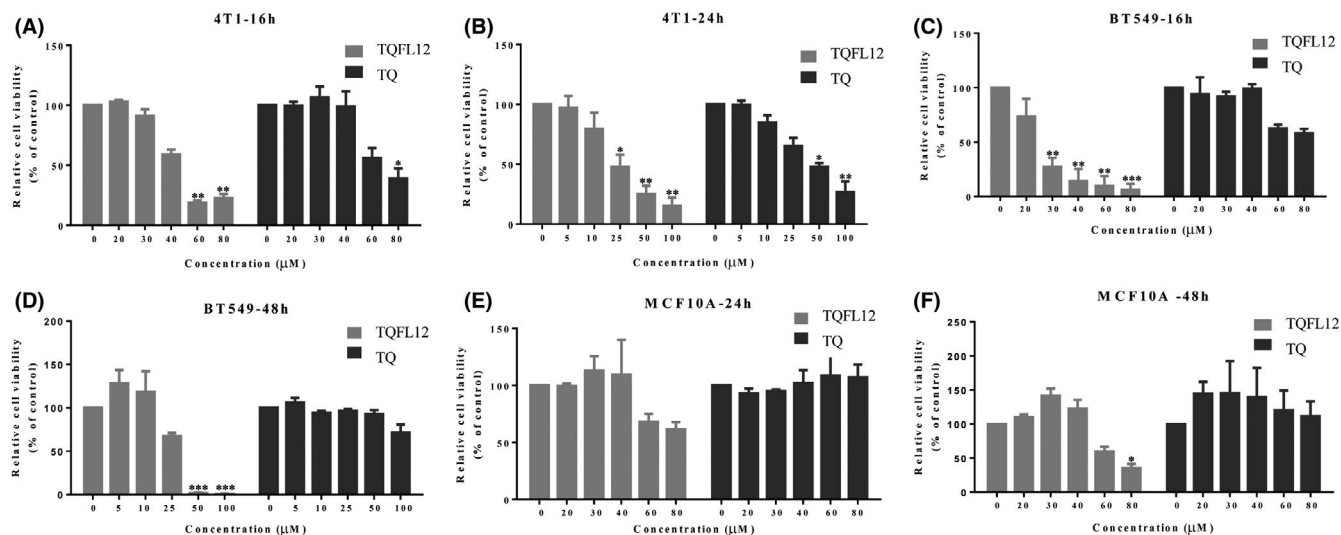 (A)
4T1-16h
TQFL12
TQ
Relative cell viability
(% of control)
150
100
50
0
0 20 30 40 60 80 0 20 30 40 60 80
** ** *
Concentration (μM)
(B)
4T1-24h
TQFL12
TQ
Relative cell viability
(% of control)
150
100
50
0
* ** ** * **
0 5 10 25 50 100 0 5 10 25 50 100
Concentration (μM)
(C)
BT549-16h
TQFL12
TQ
Relative cell viability
(% of control)
150
100
50
0
** ** ** ***
0 20 30 40 60 80 0 20 30 40 60 80
Concentration (μM)
(D)
BT549-48h
TQFL12
TQ
Relative cell viability
(% of control)
200
150
100
50
0
*** ***
0 5 10 25 50 100 0 5 10 25 50 100
Concentration (μM)
(E)
MCF10A-24h
TQFL12
TQ
Relative cell viability
(% of control)
150
100
50
0
0 20 30 40 60 80 0 20 30 40 60 80
Concentration (μM)
(F)
MCF10A -48h
TQFL12
TQ
Relative cell viability
(% of control)
250
200
150
100
50
0
*
0 20 30 40 60 80 0 20 30 40 60 80
Concentration (μM)